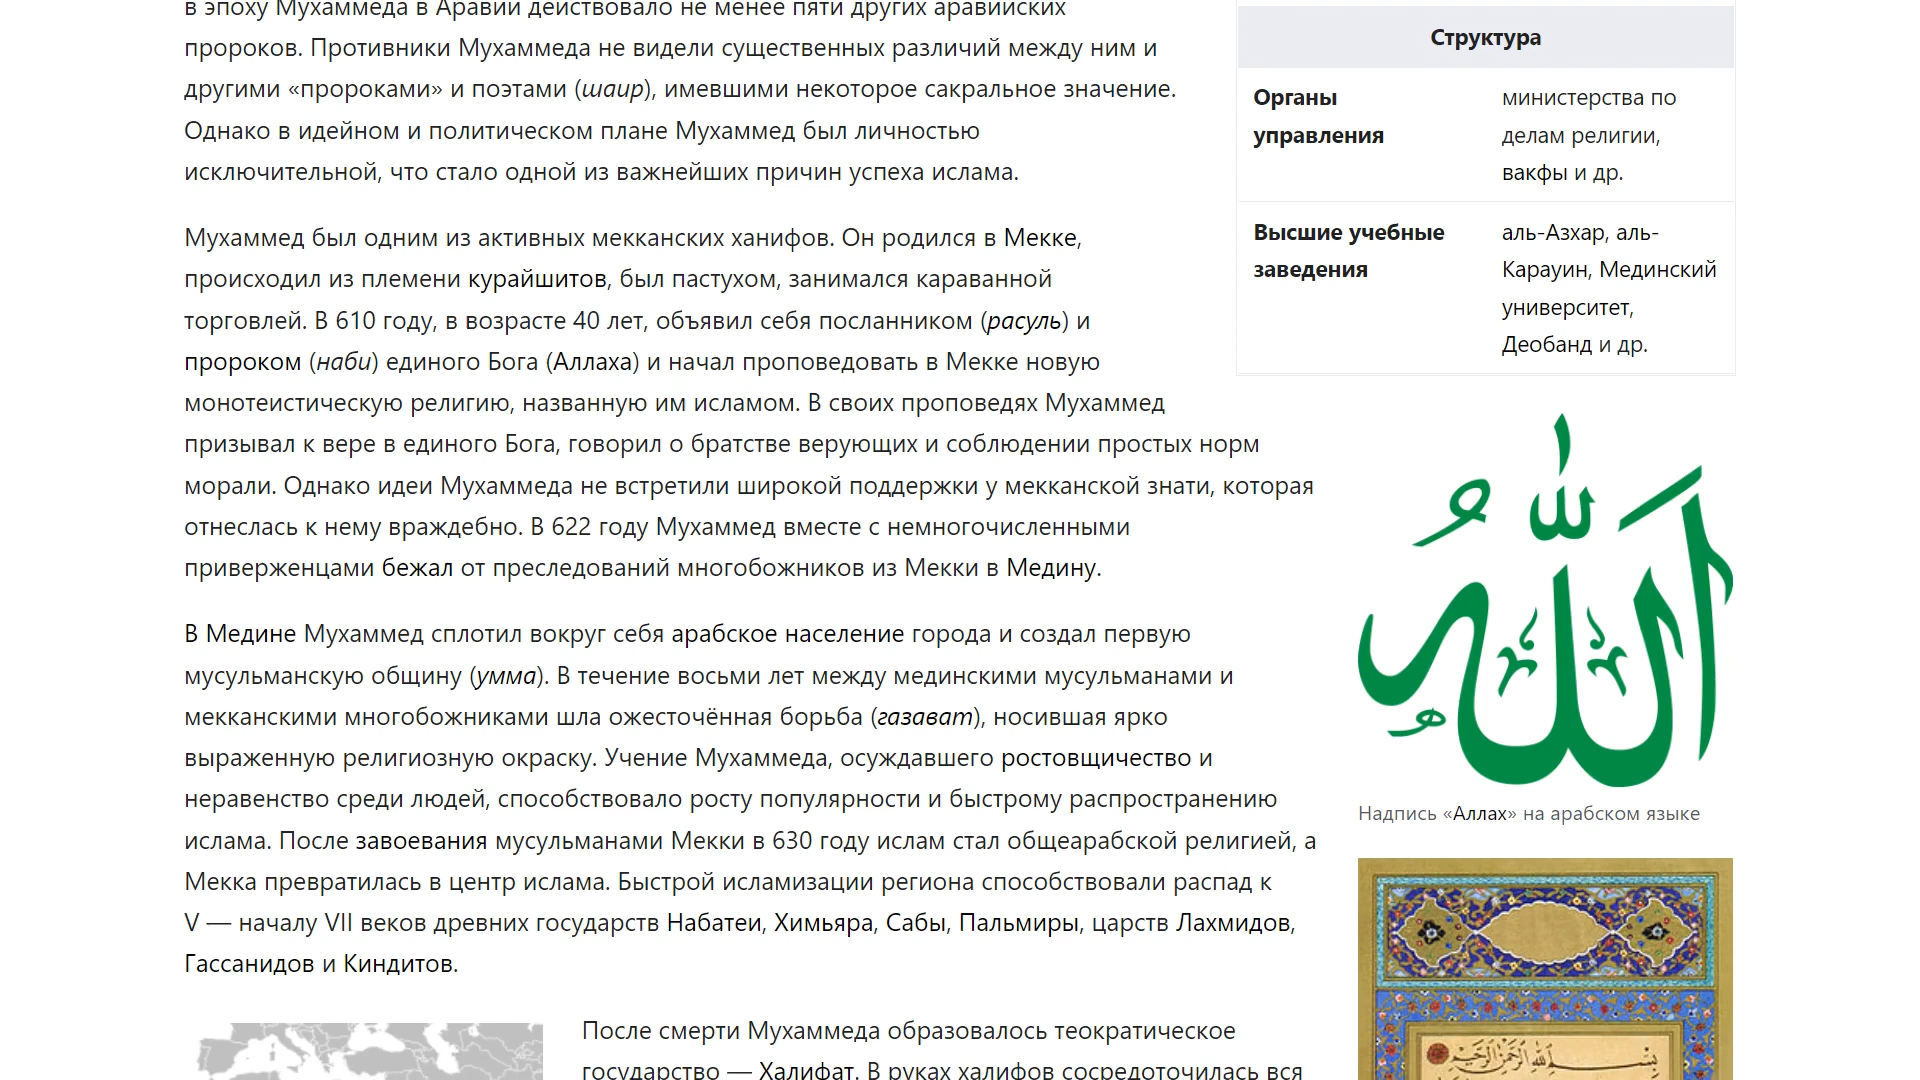 в эпоху Мухаммеда в Аравии действовало не менее пяти других аравийских
пророков. Противники Мухаммеда не видели существенных различий между ним и
другими «пророками» и поэтами (шаир), имевшими некоторое сакральное значение.
Однако в идейном и политическом плане Мухаммед был личностью
исключительной, что стало одной из важнейших причин успеха ислама.
Мухаммед был одним из активных мекканских ханифов. Он родился в Мекке,
происходил из племени курайшитов, был пастухом, занимался караванной
торговлей. В 610 году, в возрасте 40 лет, объявил себя посланником (расуль) и
пророком (наби) единого Бога (Аллаха) и начал проповедовать в Мекке новую
монотеистическую религию, названную им исламом. В своих проповедях Мухаммед
призывал к вере в единого Бога, говорил о братстве верующих и соблюдении простых норм
морали. Однако идеи Мухаммеда не встретили широкой поддержки у мекканской знати, которая
отнеслась к нему враждебно. В 622 году Мухаммед вместе с немногочисленными
приверженцами бежал от преследований многобожников из Мекки в Медину.
В Медине Мухаммед сплотил вокруг себя арабское население города и создал первую
мусульманскую общину (умма). В течение восьми лет между мединскими мусульманами и
мекканскими многобожниками шла ожесточённая борьба (газават), носившая ярко
выраженную религиозную окраску. Учение Мухаммеда, осуждавшего ростовщичество и
неравенство среди людей, способствовало росту популярности и быстрому распространению
ислама. После завоевания мусульманами Мекки в 630 году ислам стал общеарабской религией, а
Мекка превратилась в центр ислама. Быстрой исламизации региона способствовали распад к
V — началу VII веков древних государств Набатеи, Химьяра, Сабы, Пальмиры, царств Лахмидов,
Гассанидов и Киндитов.
После смерти Мухаммеда образовалось теократическое
государство — Халифат. В руках халифов сосредоточилась вся
Структура
Органы
управления
министерства по
делам религии,
вакфы и др.
Высшие учебные
заведения
аль-Азхар, аль-
Карауин, Мединский
университет,
Деобанд и др.
الله
Надпись «Аллах» на арабском языке
بسم الله الرحمن الرحيم